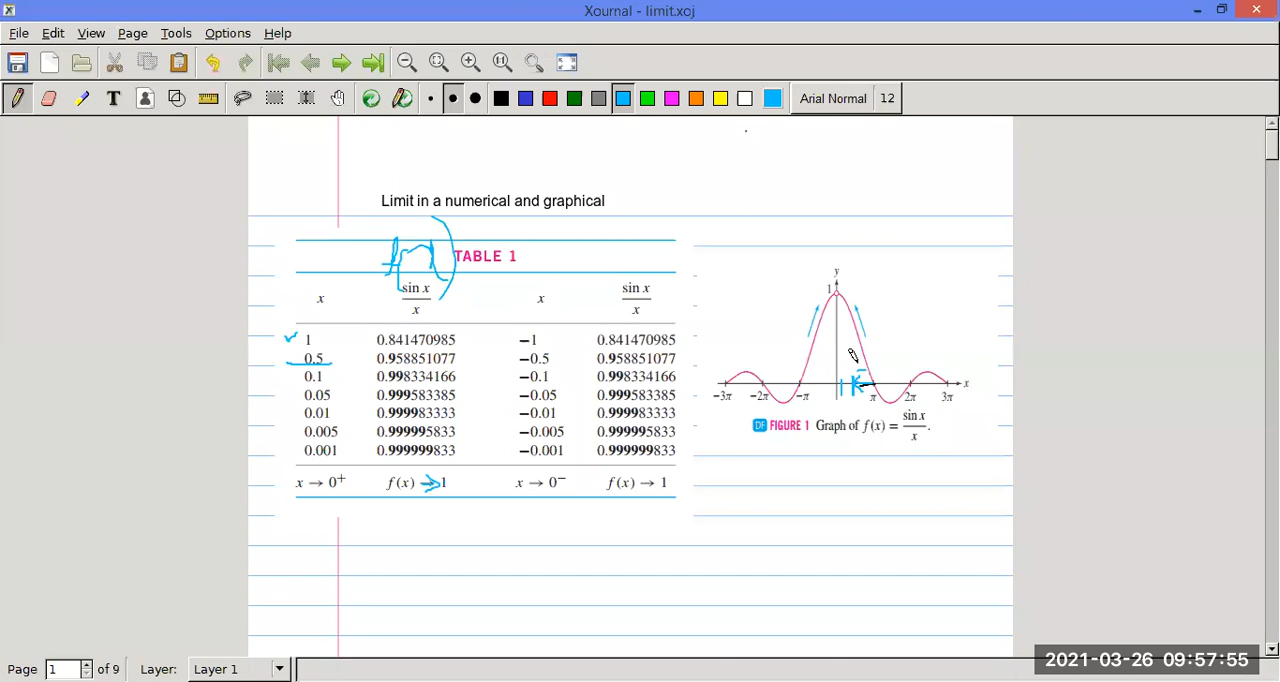 Xournal - limit.xoj
File Edit View Page Tools Options Help
Arial Normal 12
Limit in a numerical and graphical
TABLE 1
x sin x / x x sin x / x
1 0.841470985 −1 0.841470985
0.5 0.958851077 −0.5 0.958851077
0.1 0.998334166 −0.1 0.998334166
0.05 0.999583385 −0.05 0.999583385
0.01 0.999983333 −0.01 0.999983333
0.005 0.999995833 −0.005 0.999995833
0.001 0.999999833 −0.001 0.999999833
x → 0+ f(x) → 1 x → 0− f(x) → 1
y
1
x
−3π −2π −π π 2π 3π
DF FIGURE 1 Graph of f(x) = sin x / x.
Page 1 of 9 Layer: Layer 1
2021-03-26 09:57:55